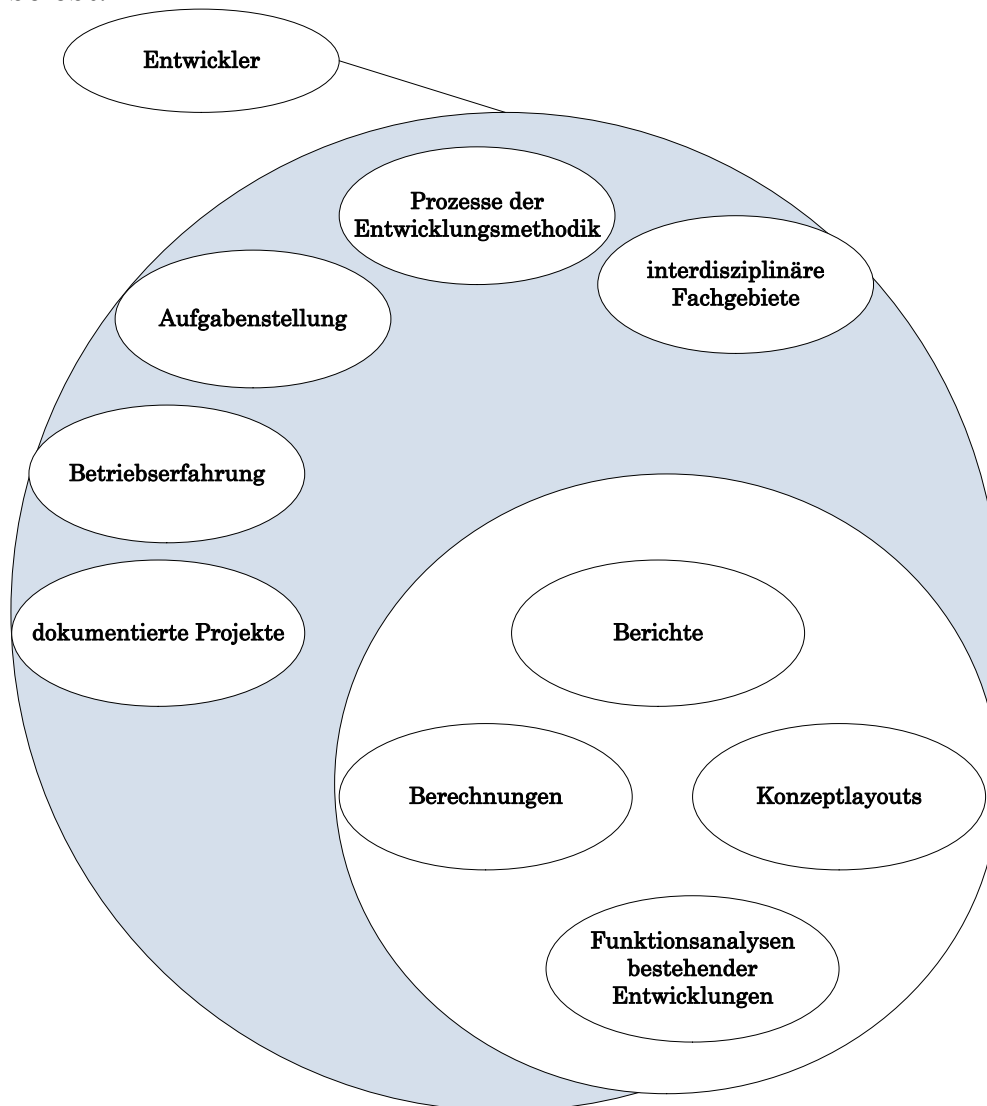 Entwickler
Prozesse der
Entwicklungsmethodik
interdisziplinäre
Fachgebiete
Aufgabenstellung
Betriebserfahrung
dokumentierte Projekte
Berichte
Berechnungen
Konzeptlayouts
Funktionsanalysen
bestehender
Entwicklungen